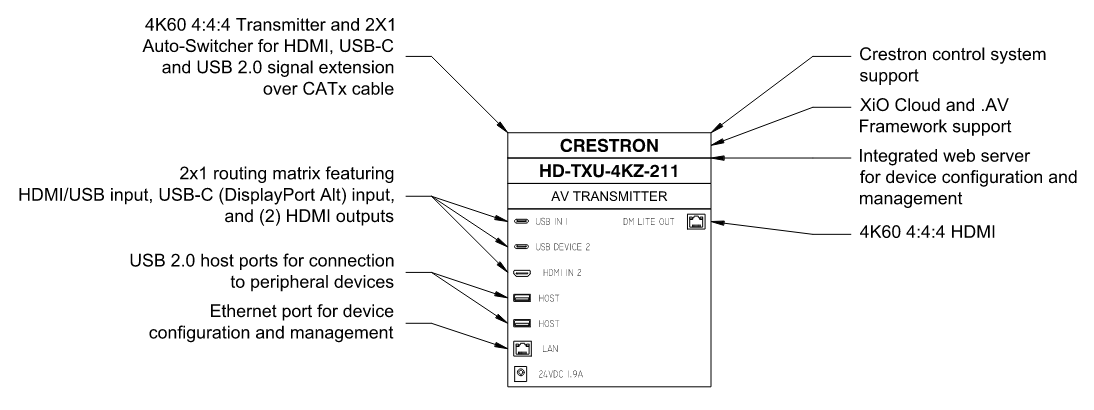 4K60 4:4:4 Transmitter and 2X1
Auto-Switcher for HDMI, USB-C
and USB 2.0 signal extension
over CATx cable
2x1 routing matrix featuring
HDMI/USB input, USB-C (DisplayPort Alt) input,
and (2) HDMI outputs
USB 2.0 host ports for connection
to peripheral devices
Ethernet port for device
configuration and management
CRESTRON
HD-TXU-4KZ-211
AV TRANSMITTER
USB IN 1
DM LITE OUT
USB DEVICE 2
HDMI IN 2
HOST
HOST
LAN
24VDC 1.9A
Crestron control system
support
XiO Cloud and .AV
Framework support
Integrated web server
for device configuration and
management
4K60 4:4:4 HDMI